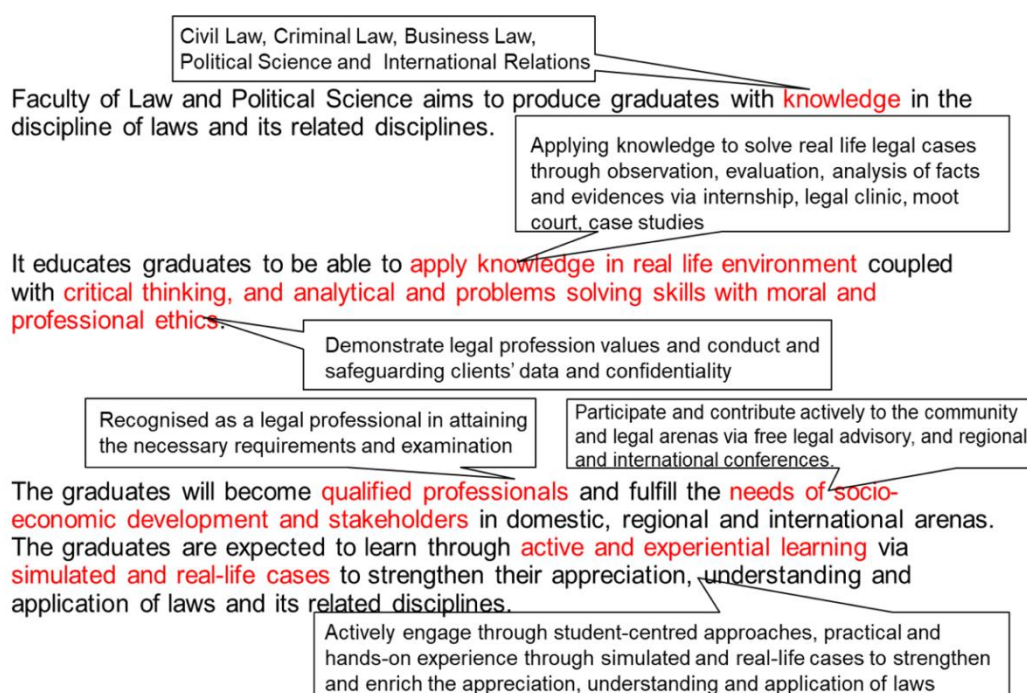 Civil Law, Criminal Law, Business Law,
Political Science and International Relations
Faculty of Law and Political Science aims to produce graduates with knowledge in the
discipline of laws and its related disciplines.
Applying knowledge to solve real life legal cases
through observation, evaluation, analysis of facts
and evidences via internship, legal clinic, moot
court, case studies
It educates graduates to be able to apply knowledge in real life environment coupled
with critical thinking, and analytical and problems solving skills with moral and
professional ethics.
Demonstrate legal profession values and conduct and
safeguarding clients' data and confidentiality
Recognised as a legal professional in attaining
the necessary requirements and examination
Participate and contribute actively to the community
and legal arenas via free legal advisory, and regional
and international conferences.
The graduates will become qualified professionals and fulfill the needs of socio-
economic development and stakeholders in domestic, regional and international arenas.
The graduates are expected to learn through active and experiential learning via
simulated and real-life cases to strengthen their appreciation, understanding and
application of laws and its related disciplines.
Actively engage through student-centred approaches, practical and
hands-on experience through simulated and real-life cases to strengthen
and enrich the appreciation, understanding and application of laws